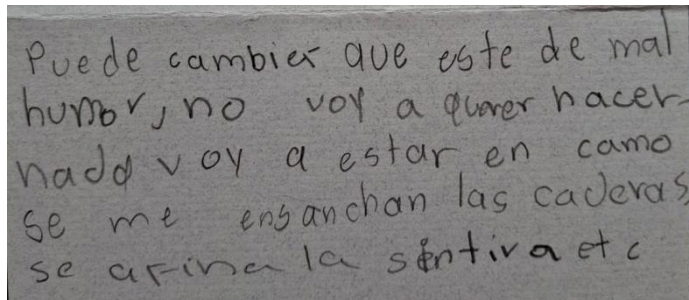 Puede cambier que este de mal
humor, no voy a querer hacer
nada voy a estar en camo
se me ensanchan las caderas
se afina la sintira etc